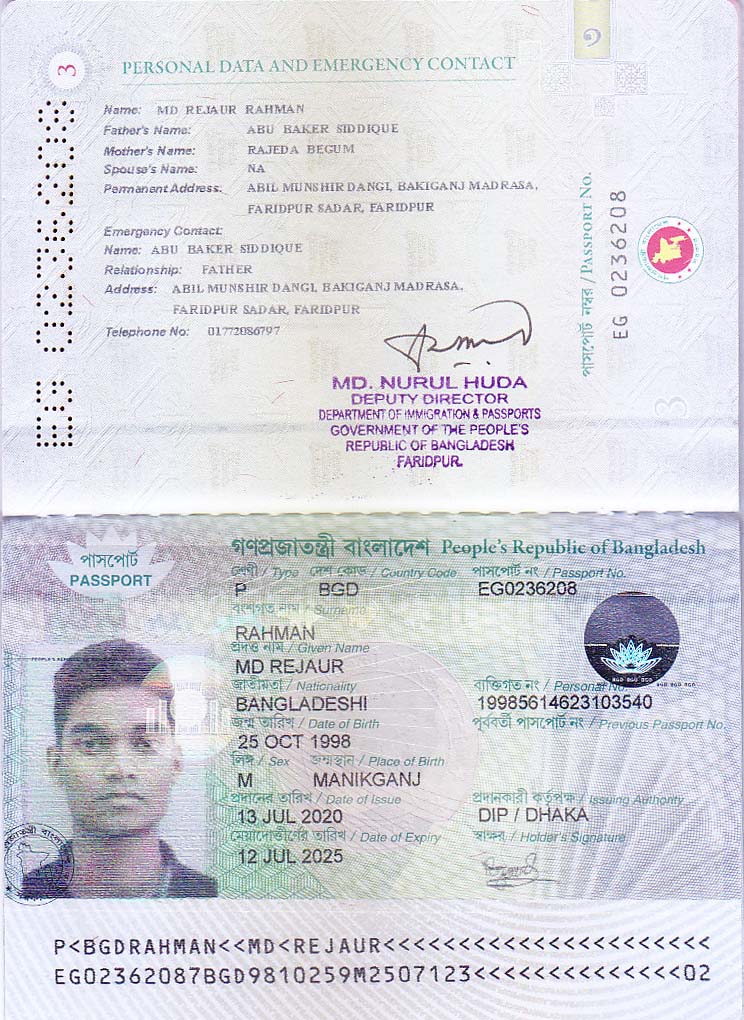 3
১
PERSONAL DATA AND EMERGENCY CONTACT
Name: MD REJAUR RAHMAN
Father's Name: ABU BAKER SIDDIQUE
Mother's Name: RAJEDA BEGUM
Spouse's Name: NA
Permanent Address: ABIL MUNSHIR DANGI, BAKIGANJ MADRASA,
FARIDPUR SADAR, FARIDPUR
Emergency Contact:
Name: ABU BAKER SIDDIQUE
Relationship: FATHER
Address: ABIL MUNSHIR DANGI, BAKIGANJ MADRASA,
FARIDPUR SADAR, FARIDPUR
Telephone No: 01772086797
EG 0236208
পাসপোর্ট নম্বর / PASSPORT No.
EG 0236208
3
MD. NURUL HUDA
DEPUTY DIRECTOR
DEPARTMENT OF IMMIGRATION & PASSPORTS
GOVERNMENT OF THE PEOPLE'S
REPUBLIC OF BANGLADESH
FARIDPUR.
গণপ্রজাতন্ত্রী বাংলাদেশ People's Republic of Bangladesh
পাসপোর্ট
PASSPORT
শ্রেণী / Type দেশ কোড / Country Code পাসপোর্ট নং / Passport No.
P BGD EG0236208
বংশগত নাম / Surname
RAHMAN
প্রদত্ত নাম / Given Name
MD REJAUR
জাতীয়তা / Nationality ব্যক্তিগত নং / Personal No.
BANGLADESHI 19985614623103540
জন্ম তারিখ / Date of Birth পূর্ববর্তী পাসপোর্ট নং / Previous Passport No.
25 OCT 1998
লিঙ্গ / Sex জন্মস্থান / Place of Birth
M MANIKGANJ
প্রদানের তারিখ / Date of Issue প্রদানকারী কর্তৃপক্ষ / Issuing Authority
13 JUL 2020 DIP / DHAKA
মেয়াদোত্তীর্ণের তারিখ / Date of Expiry স্বাক্ষর / Holder's Signature
12 JUL 2025
P<BGDRAHMAN<<MD<REJAUR<<<<<<<<<<<<<<<<<<<<<<
EG02362087BGD9810259M2507123<<<<<<<<<<<<<<02